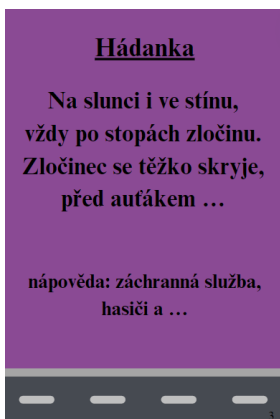 Hádanka
Na slunci i ve stínu,
vždy po stopách zločinu.
Zločinec se těžko skryje,
před auťákem …
nápověda: záchranná služba,
hasiči a …
3